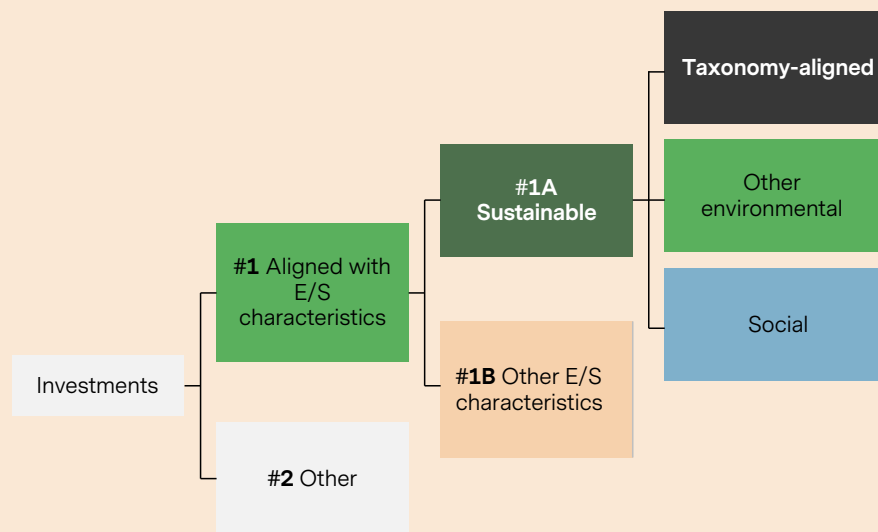 Taxonomy-aligned
#1A
Sustainable
Other
environmental
#1 Aligned with
E/S
characteristics
Social
#1B Other E/S
characteristics
Investments
#2 Other